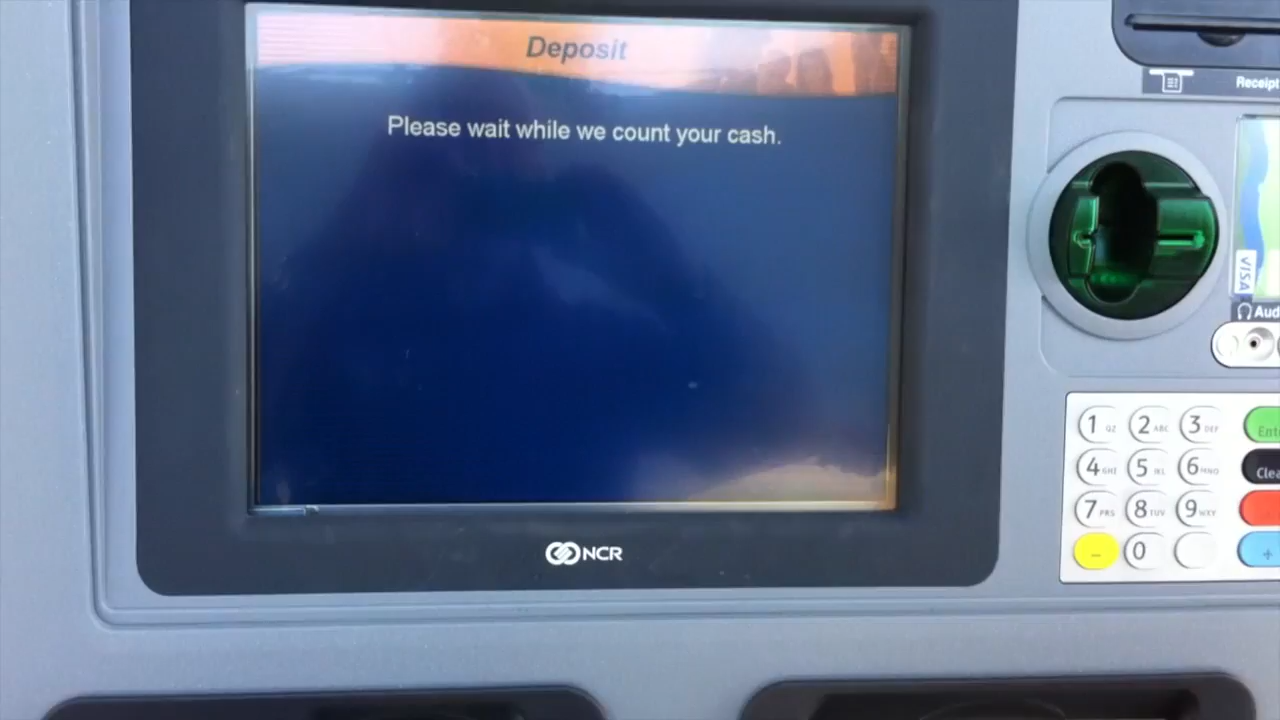 Deposit
Please wait while we count your cash.
NCR
Receipt
VISA
Aud
1 QZ 2 ABC 3 DEF
4 GHI 5 JKL 6 MNO Clea
7 PRS 8 TUV 9 WXY
- 0 +